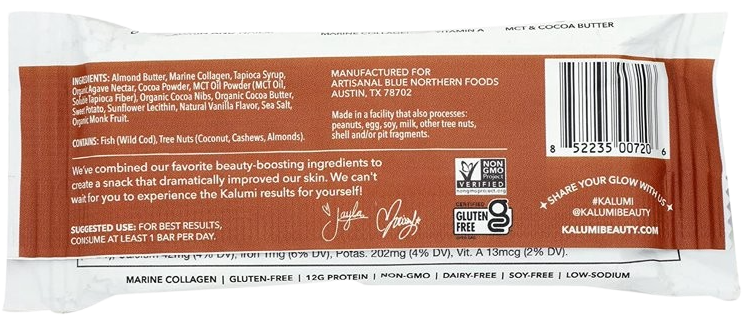 MARINE COLLAGEN
VITAMIN A
MCT & COCOA BUTTER
INGREDIENTS: Almond Butter, Marine Collagen, Tapioca Syrup,
Organic Agave Nectar, Cocoa Powder, MCT Oil Powder (MCT Oil,
Soluble Tapioca Fiber), Organic Cocoa Nibs, Organic Cocoa Butter,
Sweet Potato, Sunflower Lecithin, Natural Vanilla Flavor, Sea Salt,
Organic Monk Fruit.
CONTAINS: Fish (Wild Cod), Tree Nuts (Coconut, Cashews, Almonds).
MANUFACTURED FOR
ARTISANAL BLUE NORTHERN FOODS
AUSTIN, TX 78702
Made in a facility that also processes:
peanuts, egg, soy, milk, other tree nuts,
shell and/or pit fragments.
8 52235 00720 6
We've combined our favorite beauty-boosting ingredients to
create a snack that dramatically improved our skin. We can't
wait for you to experience the Kalumi results for yourself!
Jayla
SUGGESTED USE: FOR BEST RESULTS,
CONSUME AT LEAST 1 BAR PER DAY.
NON
GMO
Project
VERIFIED
nongmoproject.org
CERTIFIED
GLUTEN
FREE
SHARE YOUR GLOW WITH US
#KALUMI
@KALUMIBEAUTY
KALUMIBEAUTY.COM
Calcium 42mg (4% DV), Iron 1mg (6% DV), Potas. 202mg (4% DV), Vit. A 13mcg (2% DV).
MARINE COLLAGEN | GLUTEN-FREE | 12G PROTEIN | NON-GMO | DAIRY-FREE | SOY-FREE | LOW-SODIUM